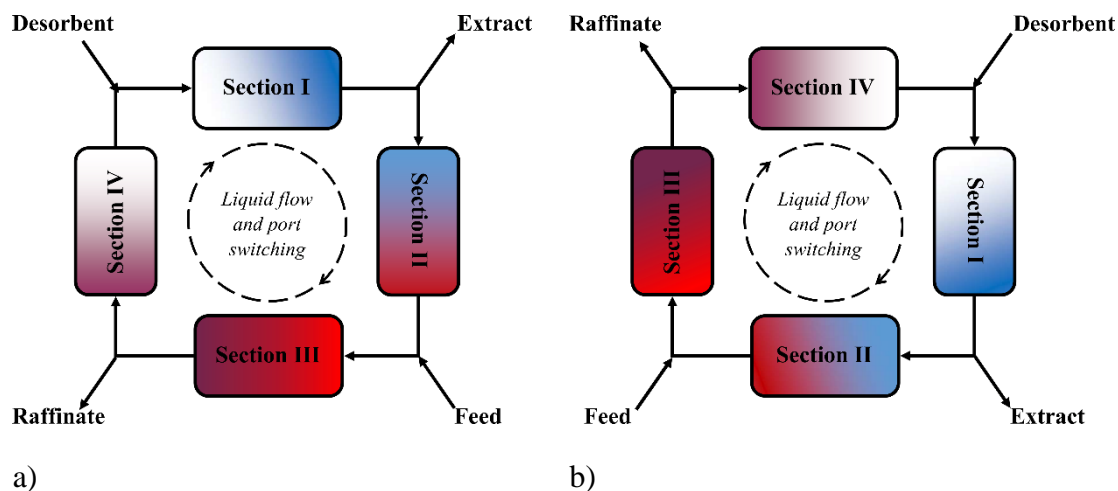 Desorbent
Extract
Section I
Section IV
Liquid flow
and port
switching
Section II
Section III
Raffinate
Feed
a)
Raffinate
Desorbent
Section IV
Section III
Liquid flow
and port
switching
Section I
Section II
Feed
Extract
b)